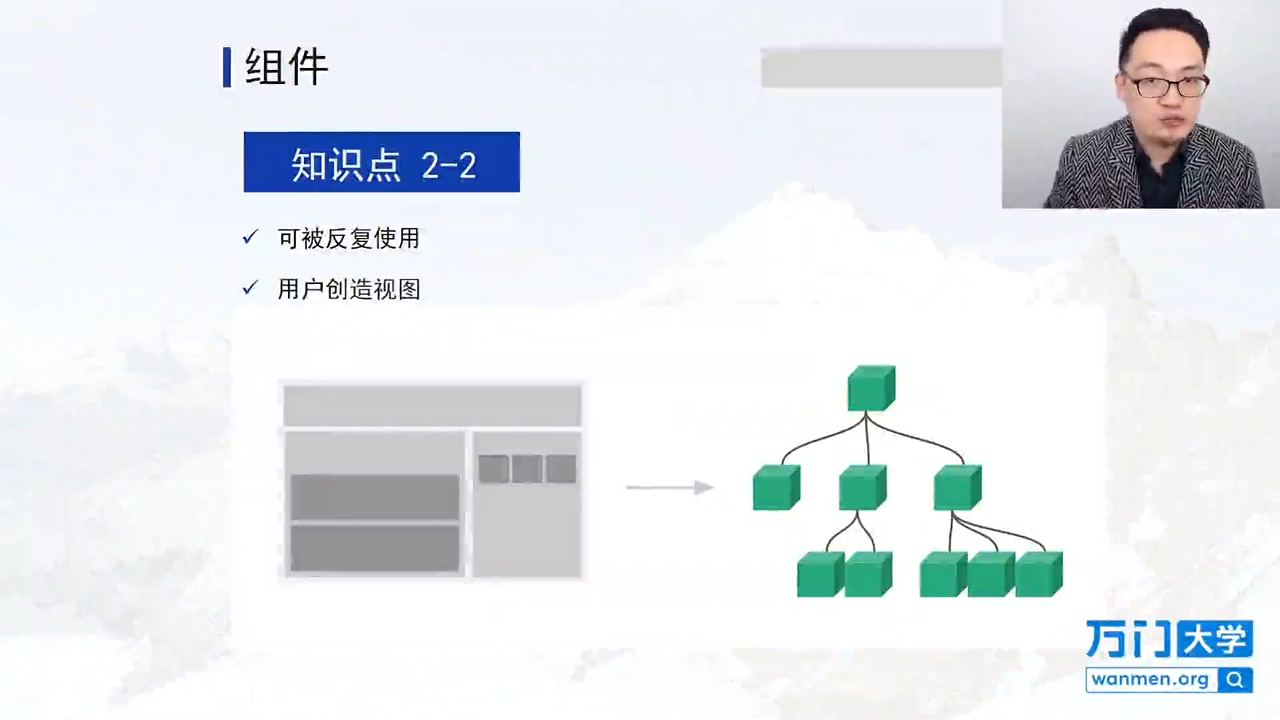 组件
知识点 2-2
✓ 可被反复使用
✓ 用户创造视图
万门大学
wanmen.org